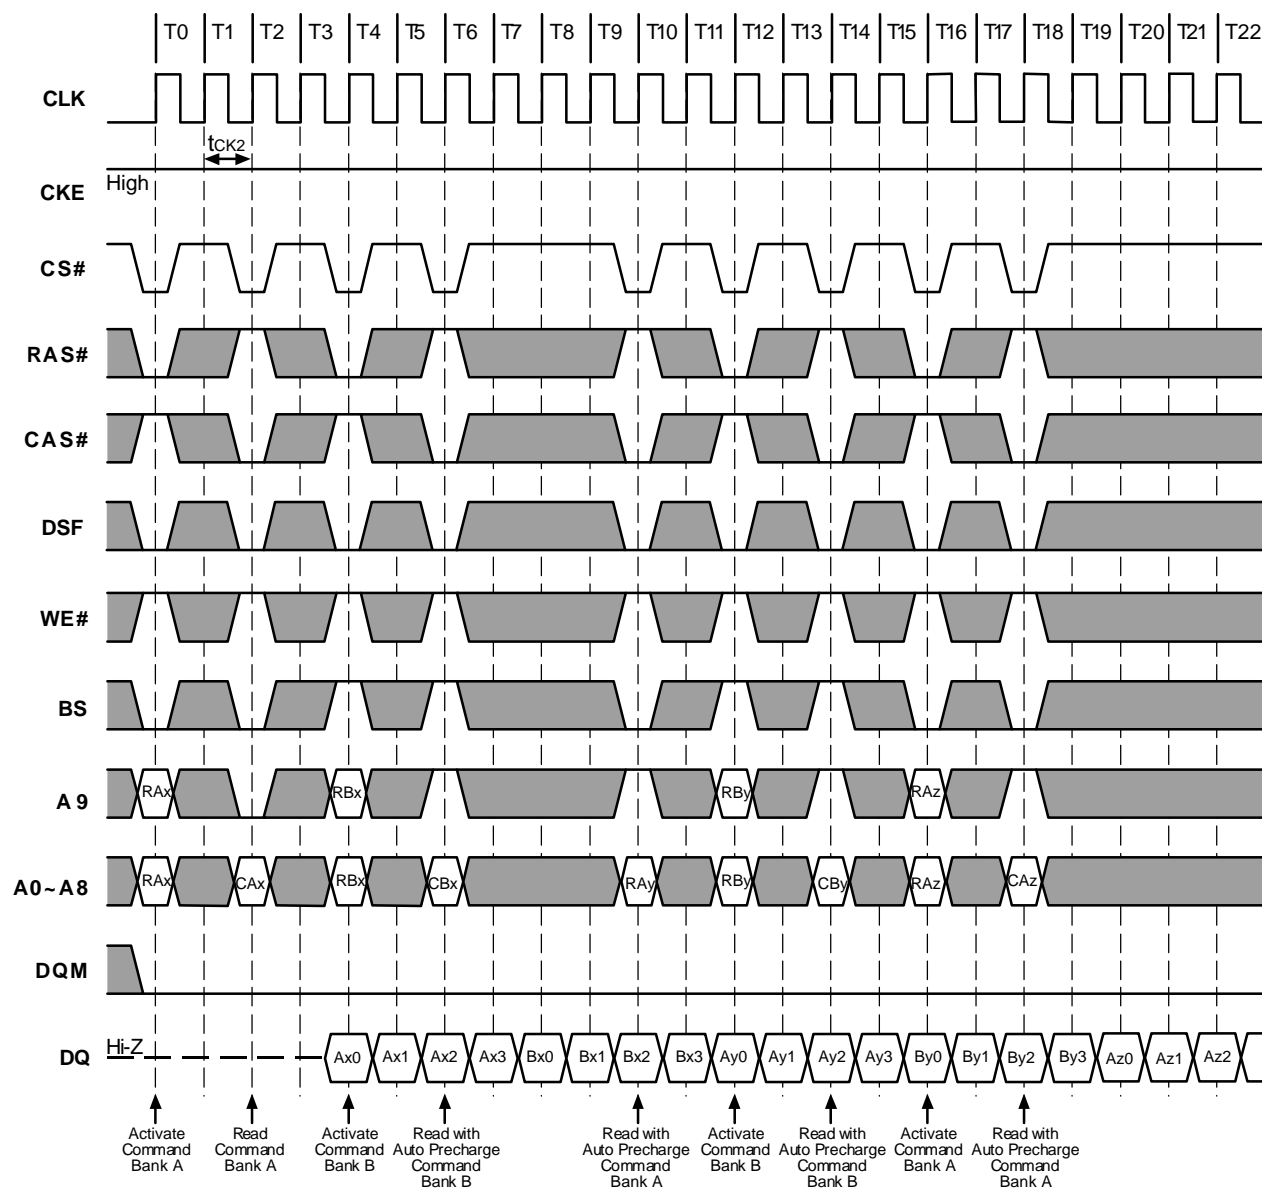 T0 T1 T2 T3 T4 T5 T6 T7 T8 T9 T10 T11 T12 T13 T14 T15 T16 T17 T18 T19 T20 T21 T22
CLK
tCK2
High
CKE
CS#
RAS#
CAS#
DSF
WE#
BS
A9 RAx RBx RBy RAz
A0~A8 RAx CAx RBx CBx RAy RBy CBy RAz CAz
DQM
DQ Hi-Z Ax0 Ax1 Ax2 Ax3 Bx0 Bx1 Bx2 Bx3 Ay0 Ay1 Ay2 Ay3 By0 By1 By2 By3 Az0 Az1 Az2
Activate
Command
Bank A
Read
Command
Bank A
Activate
Command
Bank B
Read with
Auto Precharge
Command
Bank B
Read with
Auto Precharge
Command
Bank A
Activate
Command
Bank B
Read with
Auto Precharge
Command
Bank B
Activate
Command
Bank A
Read with
Auto Precharge
Command
Bank A